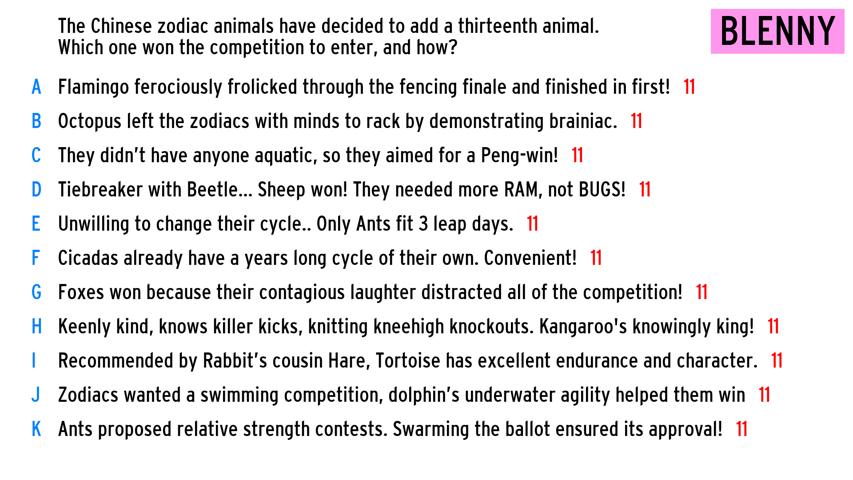 The Chinese zodiac animals have decided to add a thirteenth animal.
Which one won the competition to enter, and how?
BLENNY
A Flamingo ferociously frolicked through the fencing finale and finished in first! 11
B Octopus left the zodiacs with minds to rack by demonstrating brainiac. 11
C They didn't have anyone aquatic, so they aimed for a Peng-win! 11
D Tiebreaker with Beetle... Sheep won! They needed more RAM, not BUGS! 11
E Unwilling to change their cycle.. Only Ants fit 3 leap days. 11
F Cicadas already have a years long cycle of their own. Convenient! 11
G Foxes won because their contagious laughter distracted all of the competition! 11
H Keenly kind, knows killer kicks, knitting kneehigh knockouts. Kangaroo's knowingly king! 11
I Recommended by Rabbit's cousin Hare, Tortoise has excellent endurance and character. 11
J Zodiacs wanted a swimming competition, dolphin's underwater agility helped them win 11
K Ants proposed relative strength contests. Swarming the ballot ensured its approval! 11